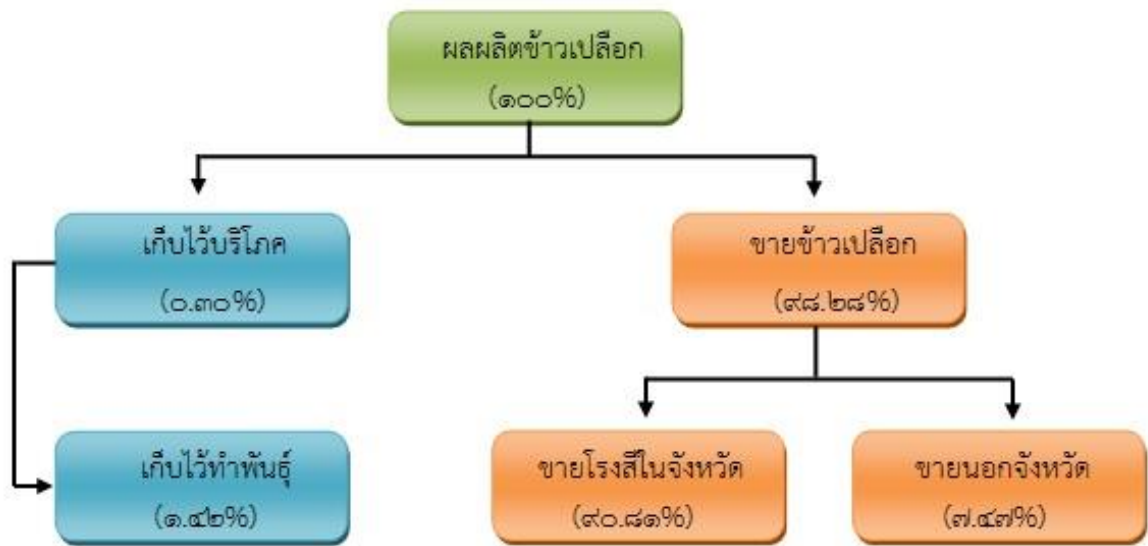 ผลผลิตข้าวเปลือก
(๑๐๐%)
เก็บไว้บริโภค
(๐.๓๐%)
ขายข้าวเปลือก
(๙๘.๒๘%)
เก็บไว้ทำพันธุ์
(๑.๔๒%)
ขายโรงสีในจังหวัด
(๙๐.๘๑%)
ขายนอกจังหวัด
(๗.๔๗%)